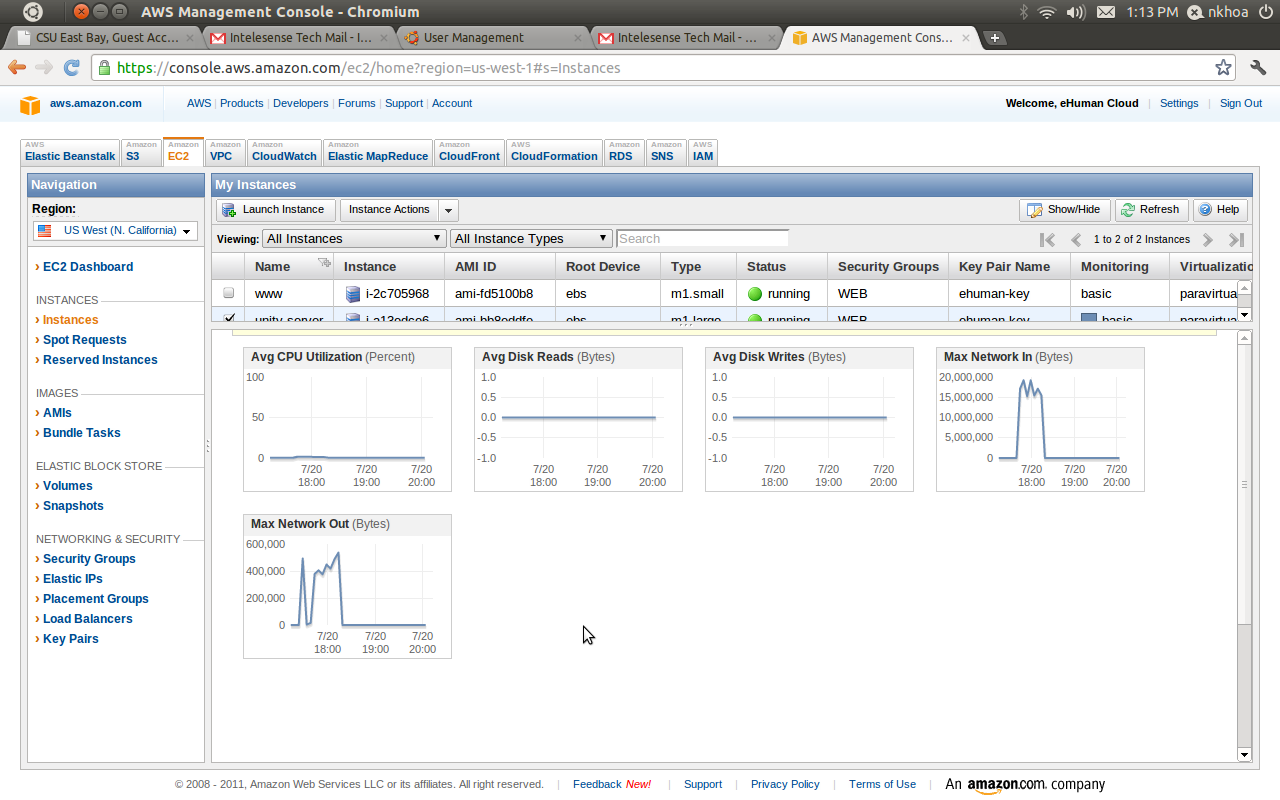 AWS Management Console - Chromium
1:13 PM nkhoa
CSU East Bay, Guest Acc...
Intelesense Tech Mail - I...
User Management
Intelesense Tech Mail - ...
AWS Management Cons...
https://console.aws.amazon.com/ec2/home?region=us-west-1#s=Instances
aws.amazon.com
AWS | Products | Developers | Forums | Support | Account
Welcome, eHuman Cloud | Settings | Sign Out
AWS Elastic Beanstalk
Amazon S3
Amazon EC2
Amazon VPC
Amazon CloudWatch
Amazon Elastic MapReduce
Amazon CloudFront
AWS CloudFormation
Amazon RDS
Amazon SNS
AWS IAM
Navigation
Region:
US West (N. California)
EC2 Dashboard
INSTANCES
Instances
Spot Requests
Reserved Instances
IMAGES
AMIs
Bundle Tasks
ELASTIC BLOCK STORE
Volumes
Snapshots
NETWORKING & SECURITY
Security Groups
Elastic IPs
Placement Groups
Load Balancers
Key Pairs
My Instances
Launch Instance
Instance Actions
Show/Hide
Refresh
Help
Viewing: All Instances All Instance Types Search
1 to 2 of 2 Instances
Name Instance AMI ID Root Device Type Status Security Groups Key Pair Name Monitoring Virtualizatio
www i-2c705968 ami-fd5100b8 ebs m1.small running WEB ehuman-key basic paravirtua
unity-server ebs m1.large running WEB ehuman-key basic paravirtua
Avg CPU Utilization (Percent)
100
50
0
7/20 7/20 7/20
18:00 19:00 20:00
Avg Disk Reads (Bytes)
1.0
0.5
0.0
-0.5
-1.0
7/20 7/20 7/20
18:00 19:00 20:00
Avg Disk Writes (Bytes)
1.0
0.5
0.0
-0.5
-1.0
7/20 7/20 7/20
18:00 19:00 20:00
Max Network In (Bytes)
20,000,000
15,000,000
10,000,000
5,000,000
0
7/20 7/20 7/20
18:00 19:00 20:00
Max Network Out (Bytes)
600,000
400,000
200,000
0
7/20 7/20 7/20
18:00 19:00 20:00
© 2008 - 2011, Amazon Web Services LLC or its affiliates. All right reserved. | Feedback New! | Support | Privacy Policy | Terms of Use | An amazon.com company